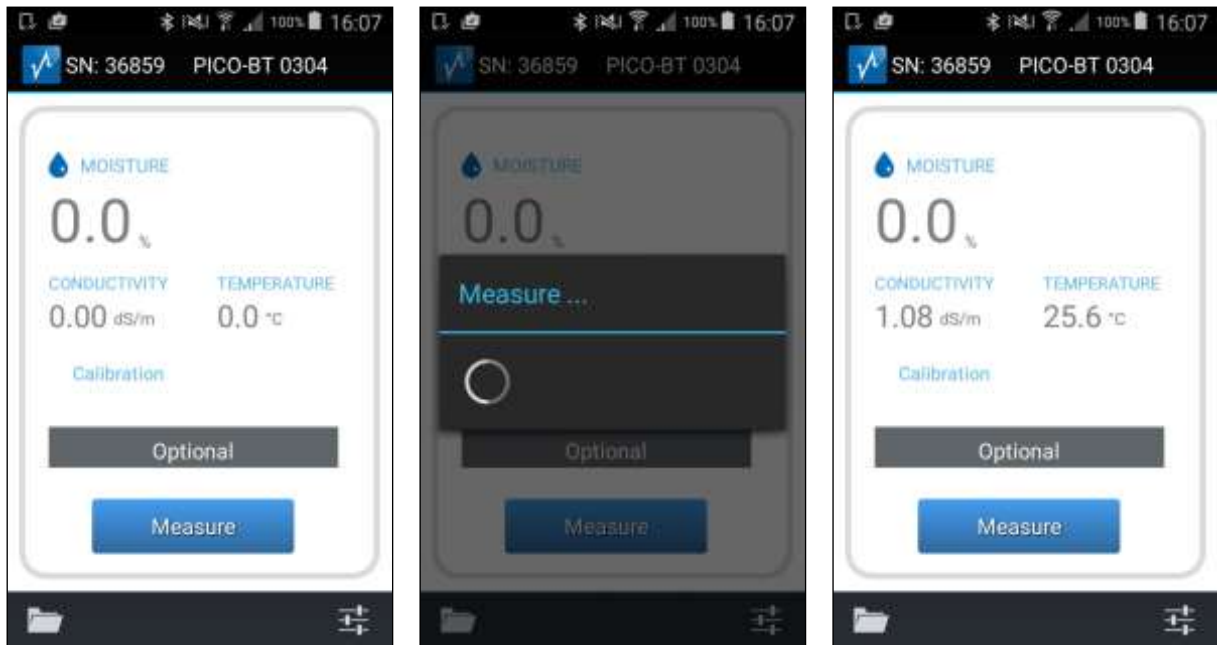 100% 16:07
SN: 36859 PICO-BT 0304
MOISTURE
0.0 %
CONDUCTIVITY TEMPERATURE
0.00 dS/m 0.0 °C
Calibration
Optional
Measure
100% 16:07
SN: 36859 PICO-BT 0304
MOISTURE
0.0 %
Measure ...
Optional
Measure
100% 16:07
SN: 36859 PICO-BT 0304
MOISTURE
0.0 %
CONDUCTIVITY TEMPERATURE
1.08 dS/m 25.6 °C
Calibration
Optional
Measure